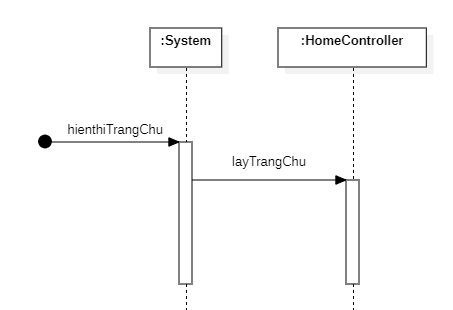 :System
:HomeController
hienthiTrangChu
layTrangChu